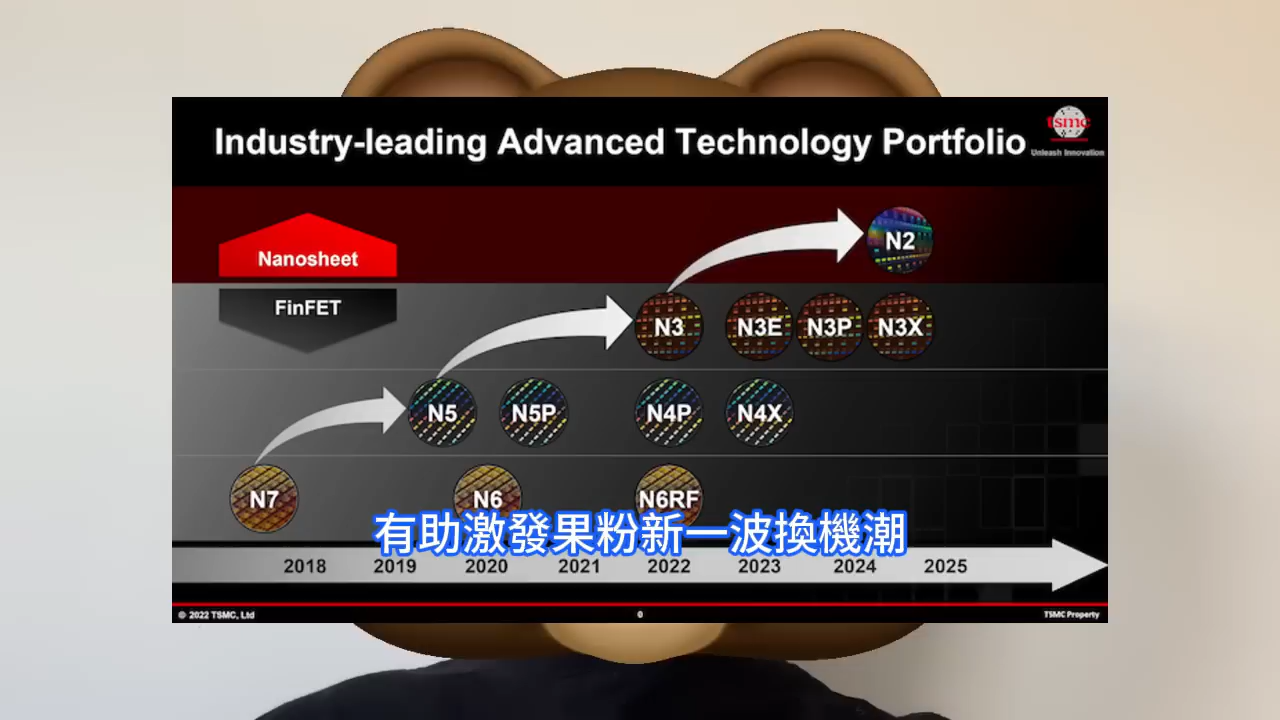 Industry-leading Advanced Technology Portfolio
tsmc
Unleash Innovation
Nanosheet
FinFET
N2
N3
N3E
N3P
N3X
N5
N5P
N4P
N4X
N7
N6
N6RF
有助激發果粉新一波換機潮
2018
2019
2020
2021
2022
2023
2024
2025
© 2022 TSMC, Ltd
0
TSMC Property